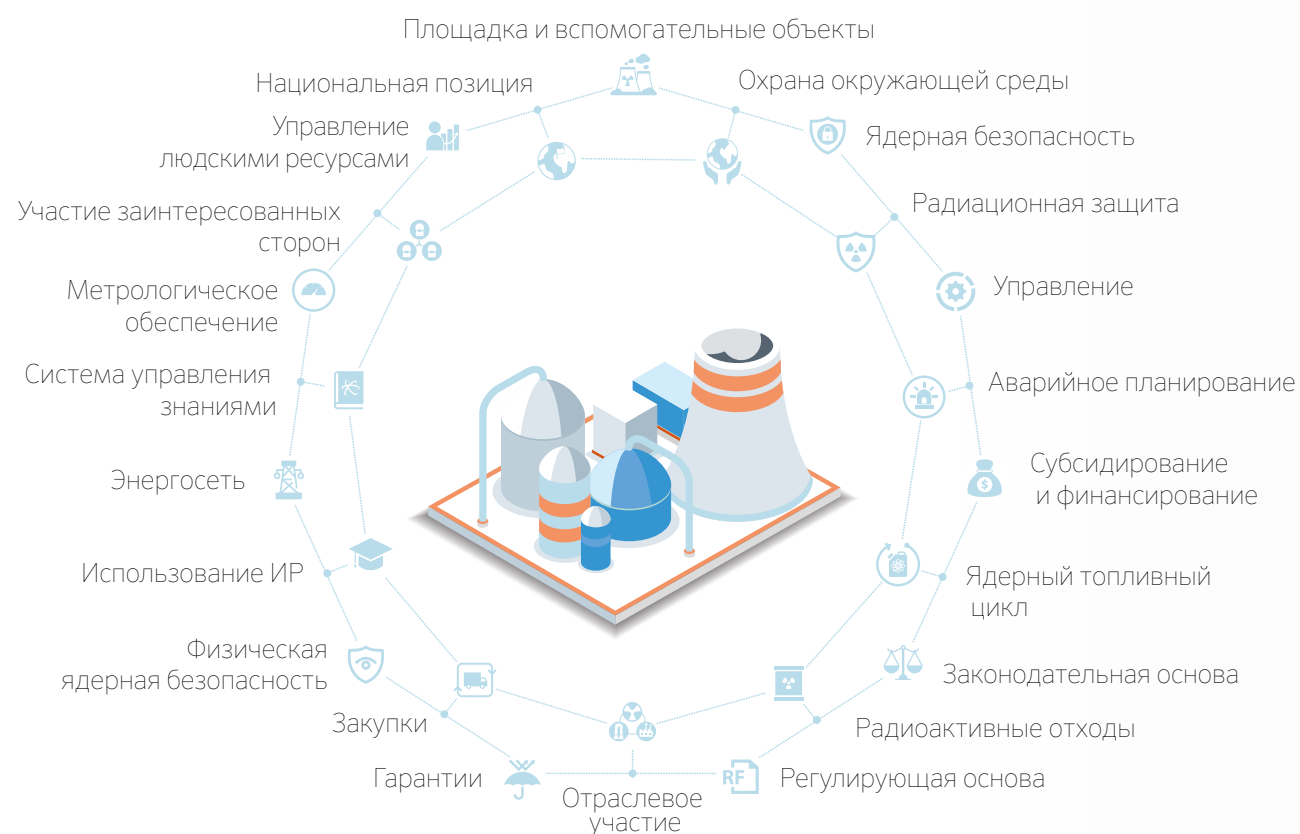 Площадка и вспомогательные объекты
Охрана окружающей среды
Ядерная безопасность
Радиационная защита
Управление
Аварийное планирование
Субсидирование
и финансирование
Ядерный топливный
цикл
Законодательная основа
Радиоактивные отходы
RF
Регулирующая основа
Отраслевое
участие
Гарантии
Закупки
Физическая
ядерная безопасность
Использование ИР
Энергосеть
Система управления
знаниями
Метрологическое
обеспечение
Участие заинтересованных
сторон
Управление
людскими ресурсами
Национальная позиция
$